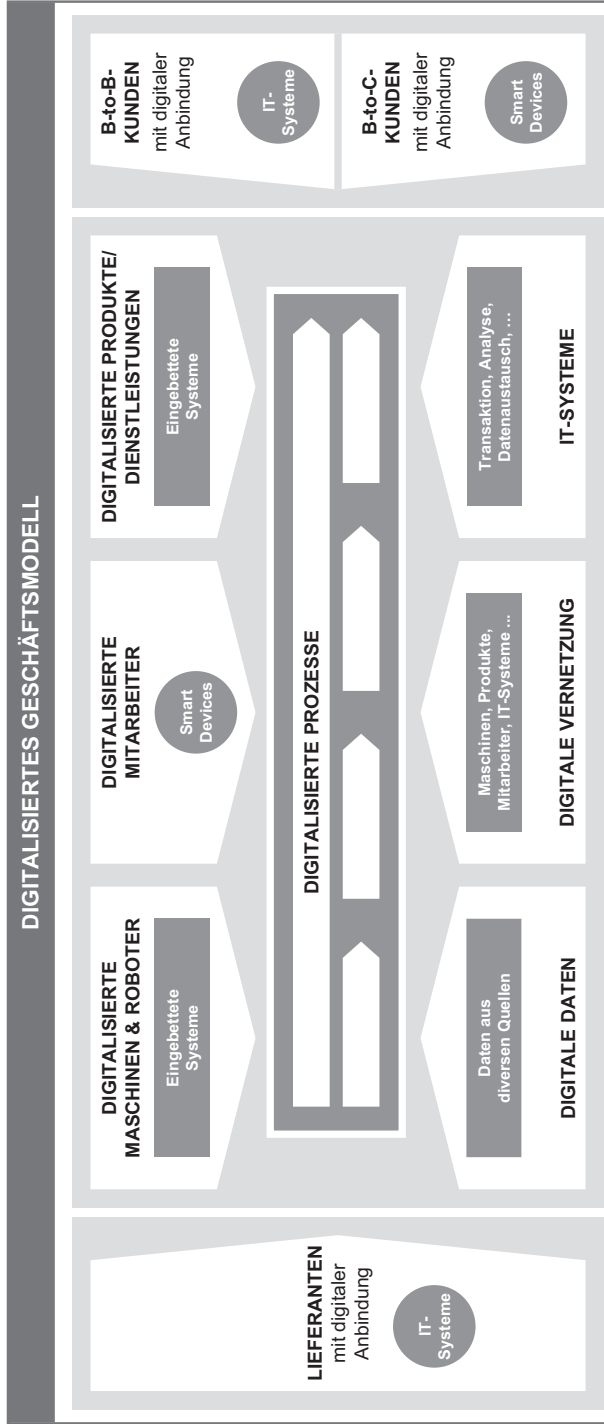 DIGITALISIERTES GESCHÄFTSMODELL
LIEFERANTEN
mit digitaler
Anbindung
IT-
Systeme
DIGITALISIERTE
MASCHINEN & ROBOTER
Eingebettete
Systeme
DIGITALISIERTE
MITARBEITER
Smart
Devices
DIGITALISIERTE PRODUKTE/
DIENSTLEISTUNGEN
Eingebettete
Systeme
DIGITALISIERTE PROZESSE
Daten aus
diversen Quellen
DIGITALE DATEN
Maschinen, Produkte,
Mitarbeiter, IT-Systeme ...
DIGITALE VERNETZUNG
Transaktion, Analyse,
Datenaustausch, ...
IT-SYSTEME
B-to-B-
KUNDEN
mit digitaler
Anbindung
IT-
Systeme
B-to-C-
KUNDEN
mit digitaler
Anbindung
Smart
Devices